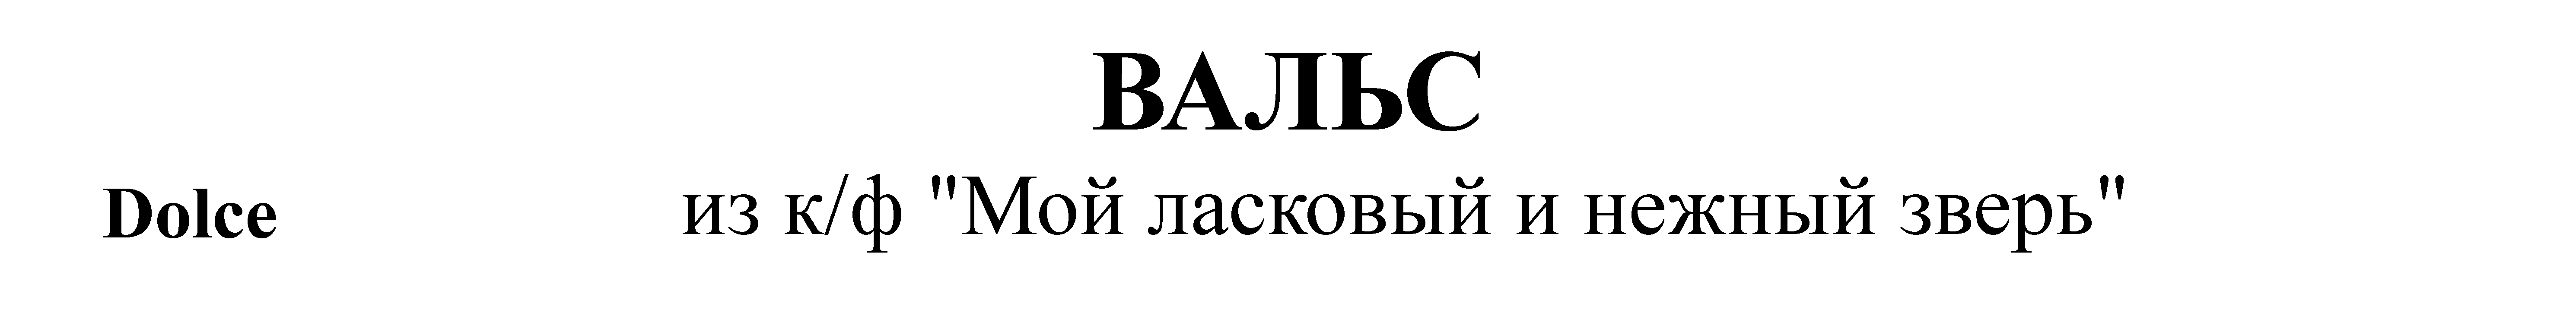 ВАЛЬС
Dolce
из к/ф "Мой ласковый и нежный зверь"